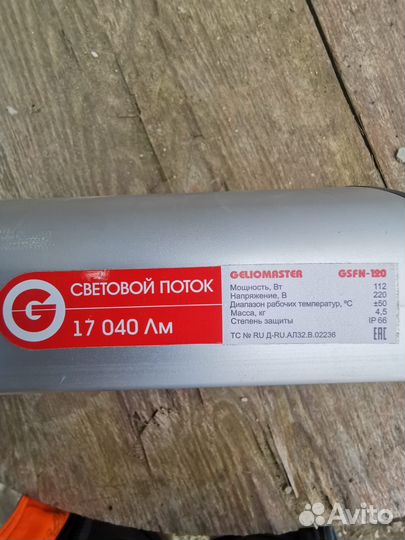 G
СВЕТОВОЙ ПОТОК
17 040 Лм
GELIOMASTER GSFN-120
Мощность, Вт 112
Напряжение, В 220
Диапазон рабочих температур, °С ±50
Масса, кг 4,5
Степень защиты IP 66
ТС № RU Д-RU.АЛ32.В.02236
EAC
Avito